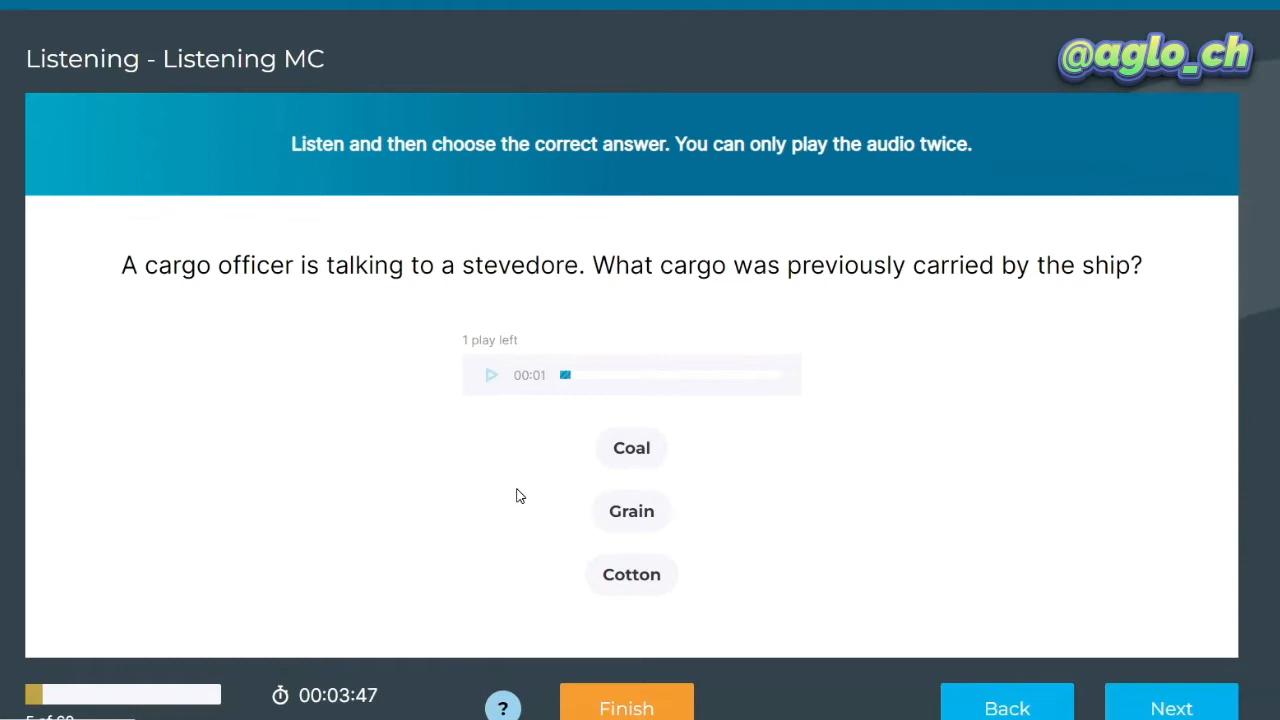 Listening - Listening MC
@aglo_ch
Listen and then choose the correct answer. You can only play the audio twice.
A cargo officer is talking to a stevedore. What cargo was previously carried by the ship?
1 play left
00:01
Coal
Grain
Cotton
00:03:47
?
Finish
Back
Next